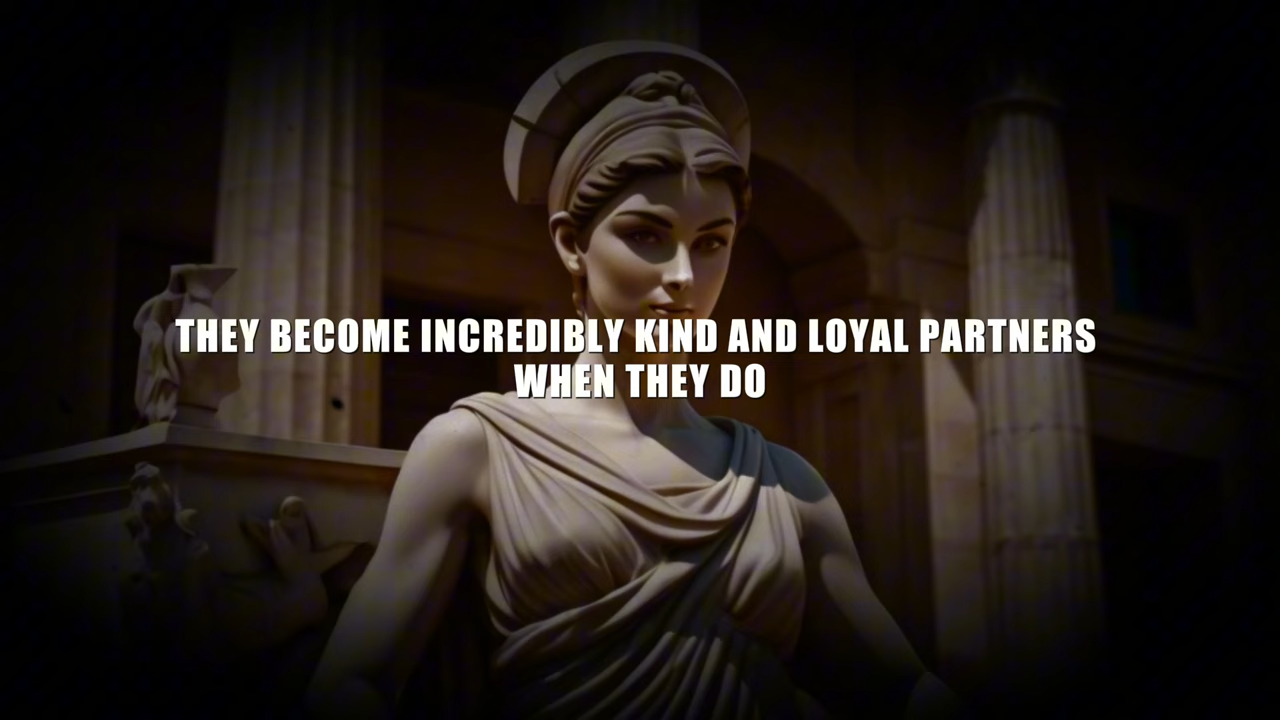 THEY BECOME INCREDIBLY KIND AND LOYAL PARTNERS
WHEN THEY DO